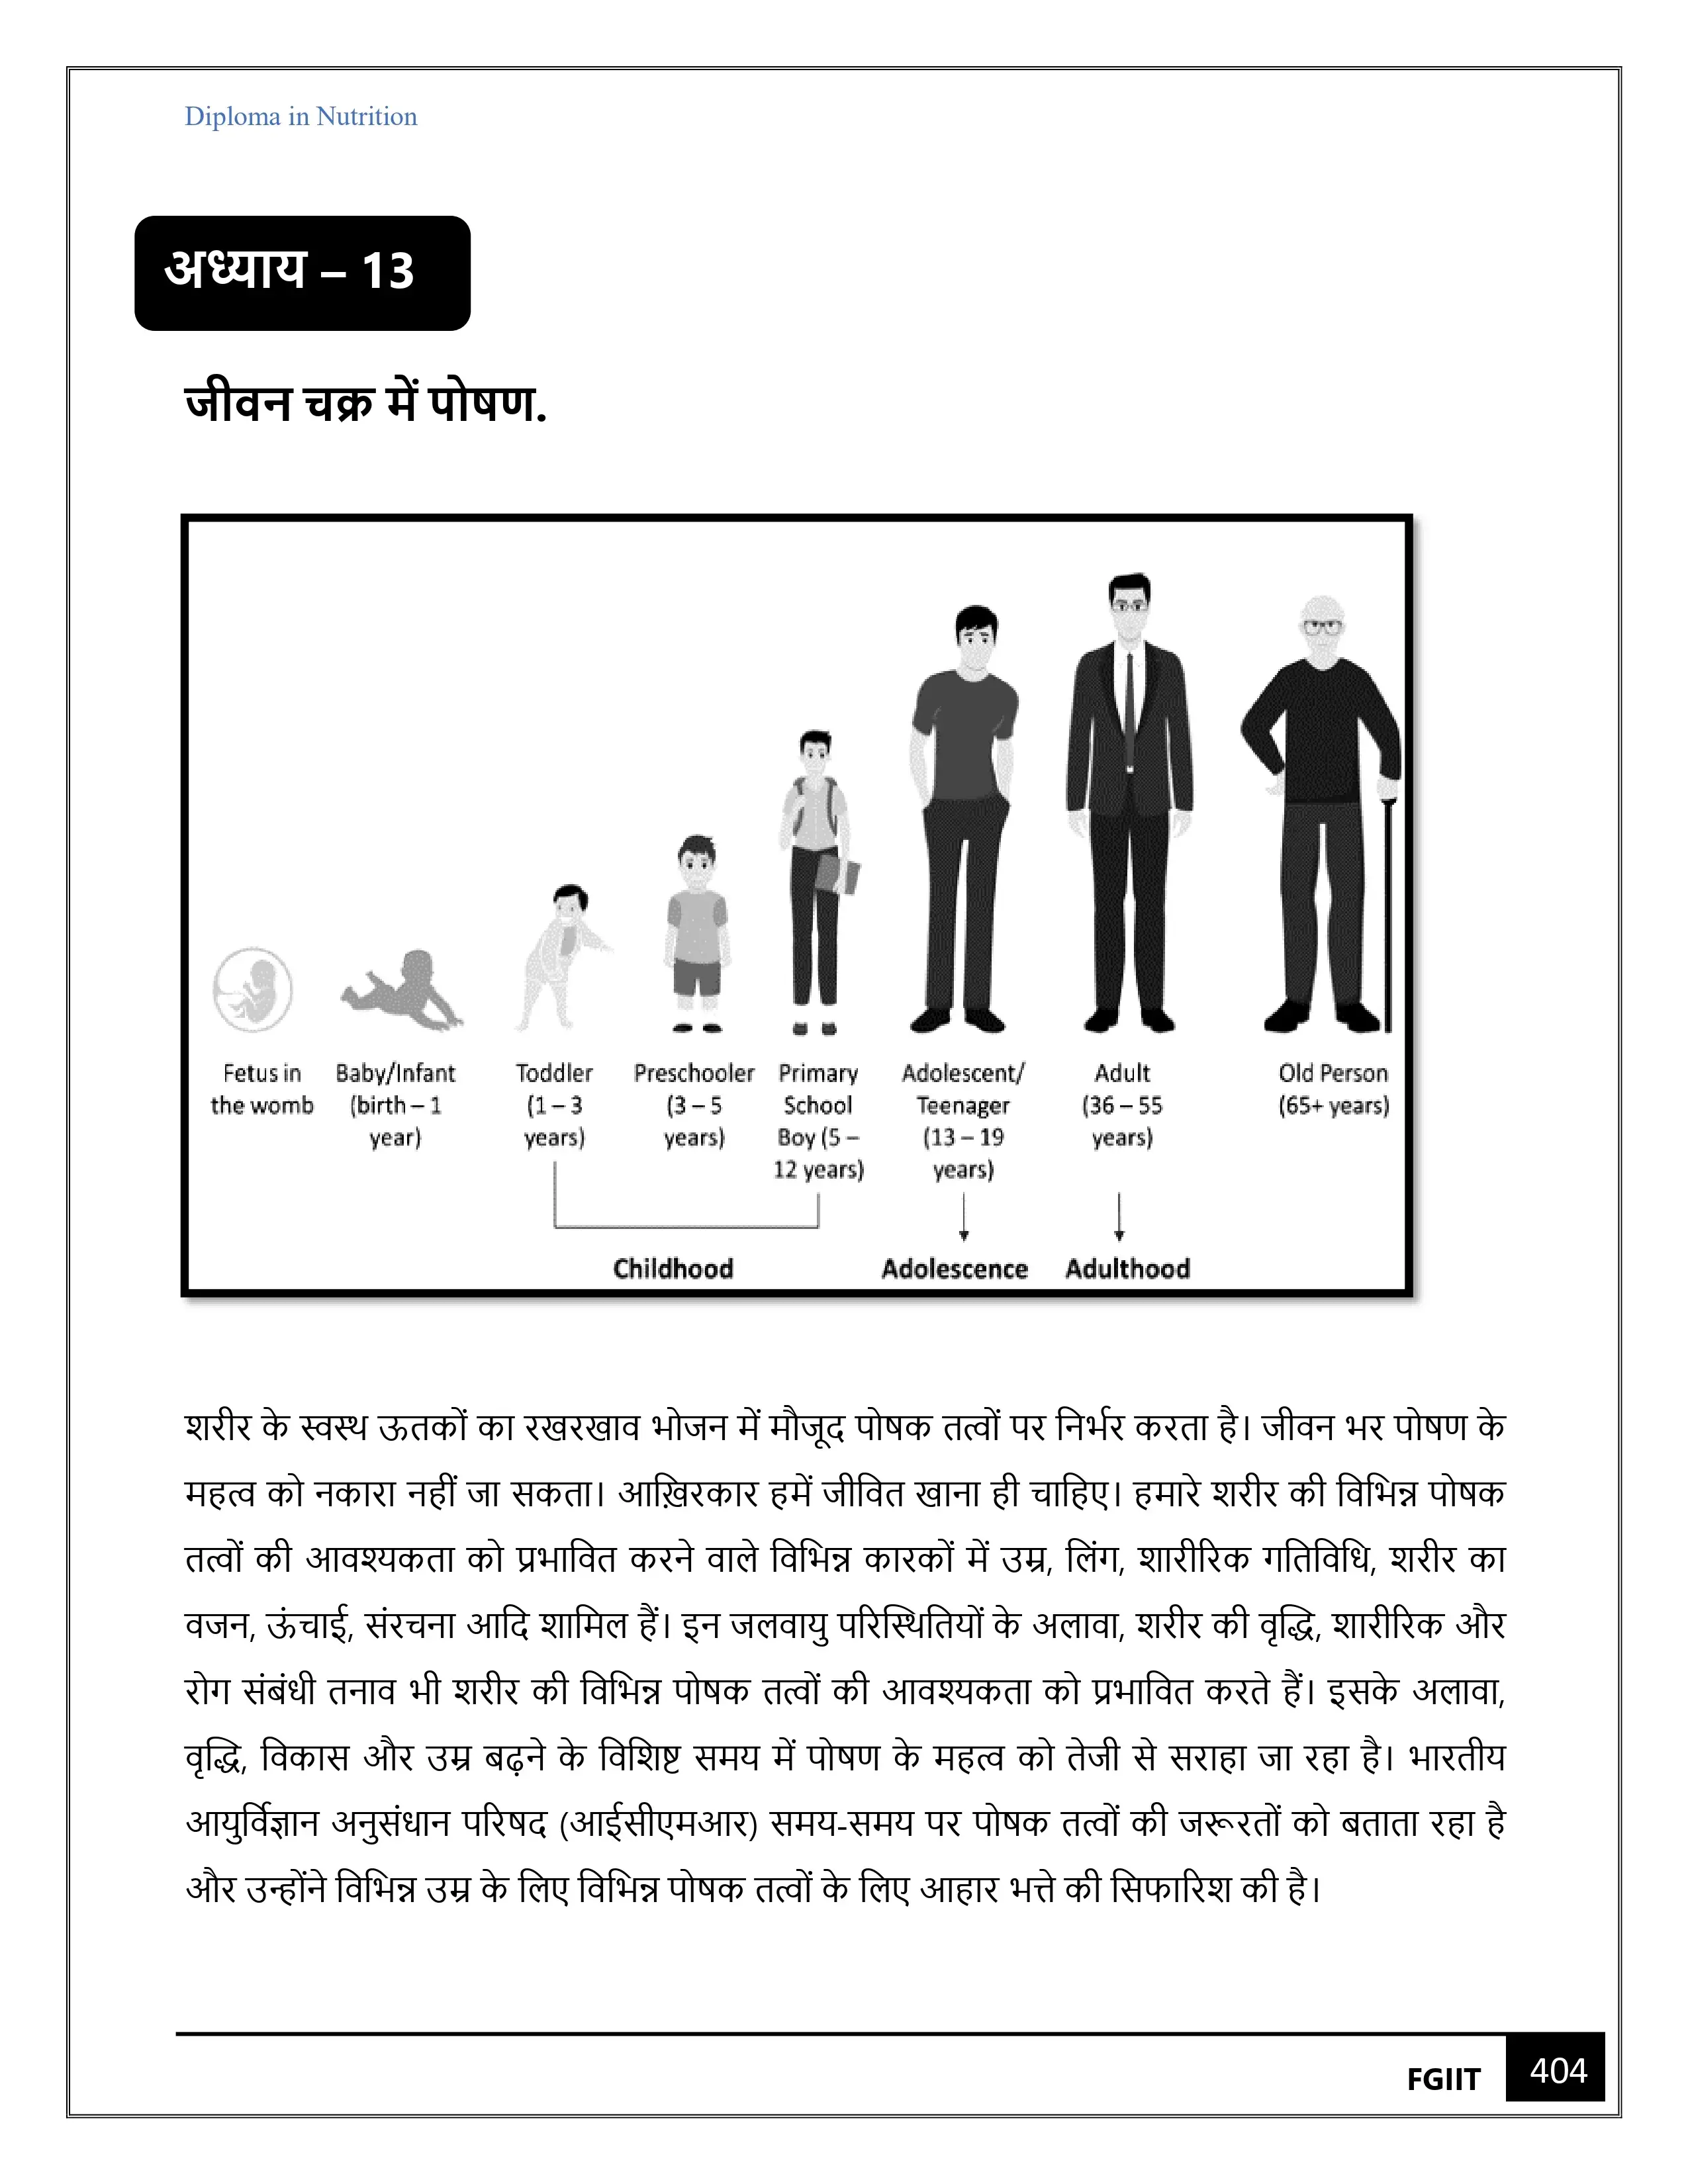 Diploma in Nutrition
अध्याय – 13
जीवन चक्र में पोषण.
Fetus in
the womb
Baby/Infant
(birth – 1
year)
Toddler
(1 – 3
years)
Preschooler
(3 – 5
years)
Primary
School
Boy (5 –
12 years)
Adolescent/
Teenager
(13 – 19
years)
Adult
(36 – 55
years)
Old Person
(65+ years)
Childhood
Adolescence
Adulthood
शरीर के स्वस्थ ऊतकों का रखरखाव भोजन में मौजूद पोषक तत्वों पर निर्भर करता है। जीवन भर पोषण के
महत्व को नकारा नहीं जा सकता। आख़िरकार हमें जीवित खाना ही चाहिए। हमारे शरीर की विभिन्न पोषक
तत्वों की आवश्यकता को प्रभावित करने वाले विभिन्न कारकों में उम्र, लिंग, शारीरिक गतिविधि, शरीर का
वजन, ऊंचाई, संरचना आदि शामिल हैं। इन जलवायु परिस्थितियों के अलावा, शरीर की वृद्धि, शारीरिक और
रोग संबंधी तनाव भी शरीर की विभिन्न पोषक तत्वों की आवश्यकता को प्रभावित करते हैं। इसके अलावा,
वृद्धि, विकास और उम्र बढ़ने के विशिष्ट समय में पोषण के महत्व को तेजी से सराहा जा रहा है। भारतीय
आयुर्विज्ञान अनुसंधान परिषद (आईसीएमआर) समय-समय पर पोषक तत्वों की जरूरतों को बताता रहा है
और उन्होंने विभिन्न उम्र के लिए विभिन्न पोषक तत्वों के लिए आहार भत्ते की सिफारिश की है।
FGIIT
404